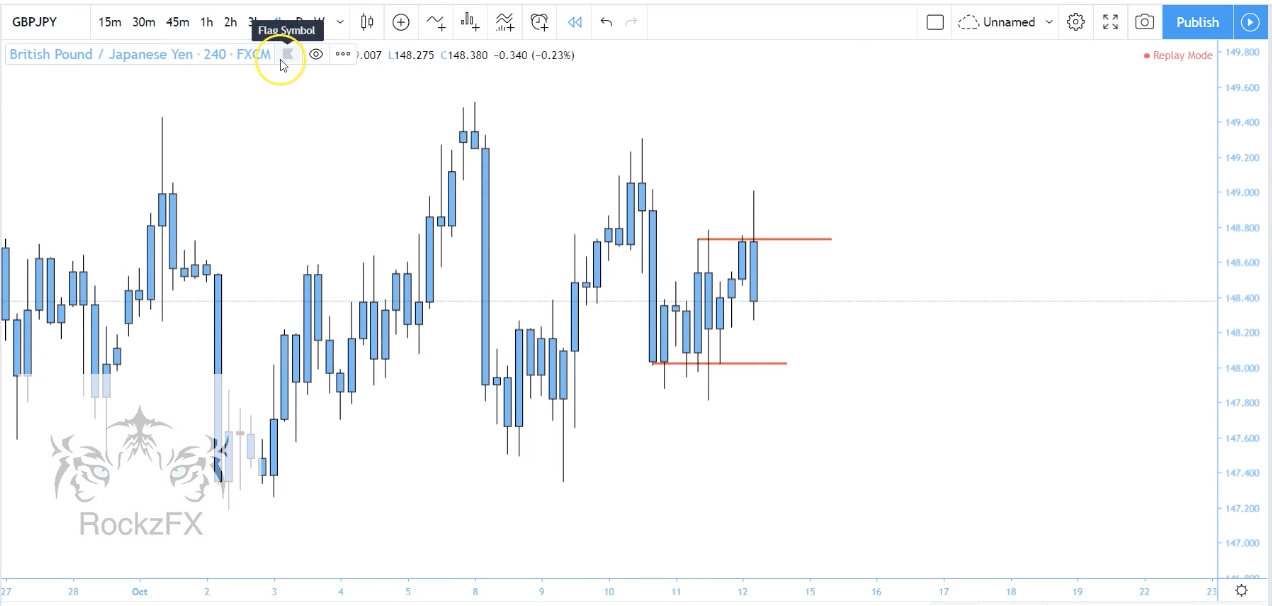 GBPJPY 15m 30m 45m 1h 2h Unnamed Publish
Flag Symbol
British Pound / Japanese Yen · 240 · FXCM .007 L148.275 C148.380 −0.340 (−0.23%)
Replay Mode
149.800
149.600
149.400
149.200
149.000
148.800
148.600
148.400
148.200
148.000
147.800
147.600
147.400
147.200
147.000
RockzFX
27 28 Oct 2 3 4 5 8 9 10 11 12 15 16 17 18 19 22 23